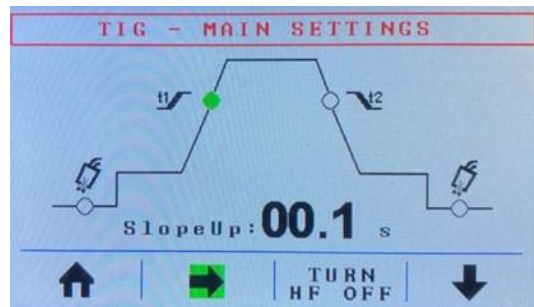 TIG - MAIN SETTINGS
t1 t2
SlopeUp: 00.1 s
TURN
HF OFF